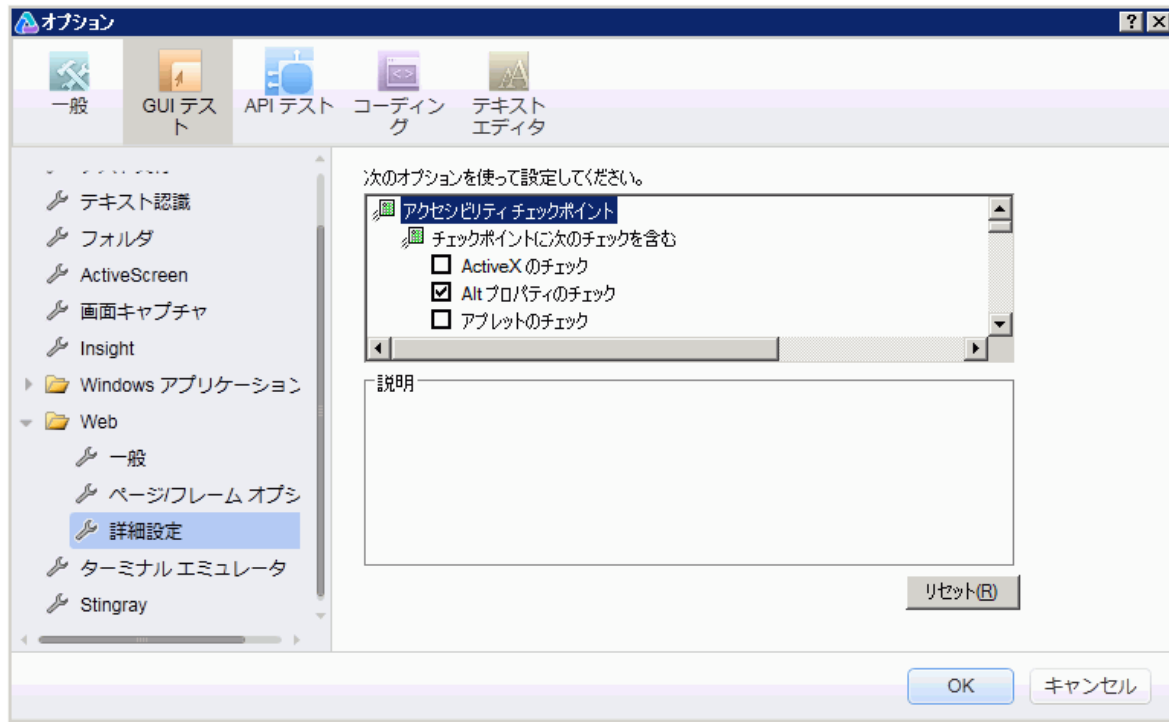 オプション
一般
GUI テス
ト
API テスト
コーディン
グ
テキスト
エディタ
テキスト認識
フォルダ
ActiveScreen
画面キャプチャ
Insight
Windows アプリケーション
Web
一般
ページ/フレーム オプシ
詳細設定
ターミナル エミュレータ
Stingray
次のオプションを使って設定してください。
アクセシビリティ チェックポイント
チェックポイントに次のチェックを含む
ActiveX のチェック
Alt プロパティのチェック
アプレットのチェック
説明
リセット(R)
OK
キャンセル